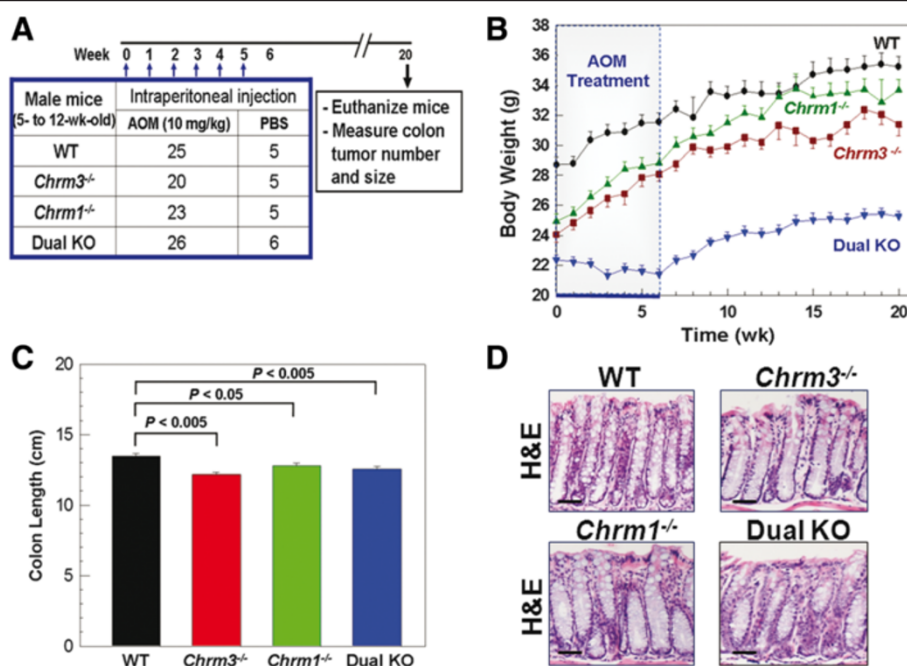 A
Week 0 1 2 3 4 5 6 20
Male mice
(5- to 12-wk-old)
Intraperitoneal injection
AOM (10 mg/kg) PBS
WT 25 5
Chrm3-/- 20 5
Chrm1-/- 23 5
Dual KO 26 6
- Euthanize mice
- Measure colon
tumor number
and size
B
Body Weight (g)
38
36
34
32
30
28
26
24
22
20
AOM
Treatment
WT
Chrm1-/-
Chrm3 -/-
Dual KO
0 5 10 15 20
Time (wk)
C
Colon Length (cm)
20
15
10
5
0
P < 0.005
P < 0.05
P < 0.005
WT Chrm3-/- Chrm1-/- Dual KO
D
WT Chrm3-/-
H&E
Chrm1-/- Dual KO
H&E